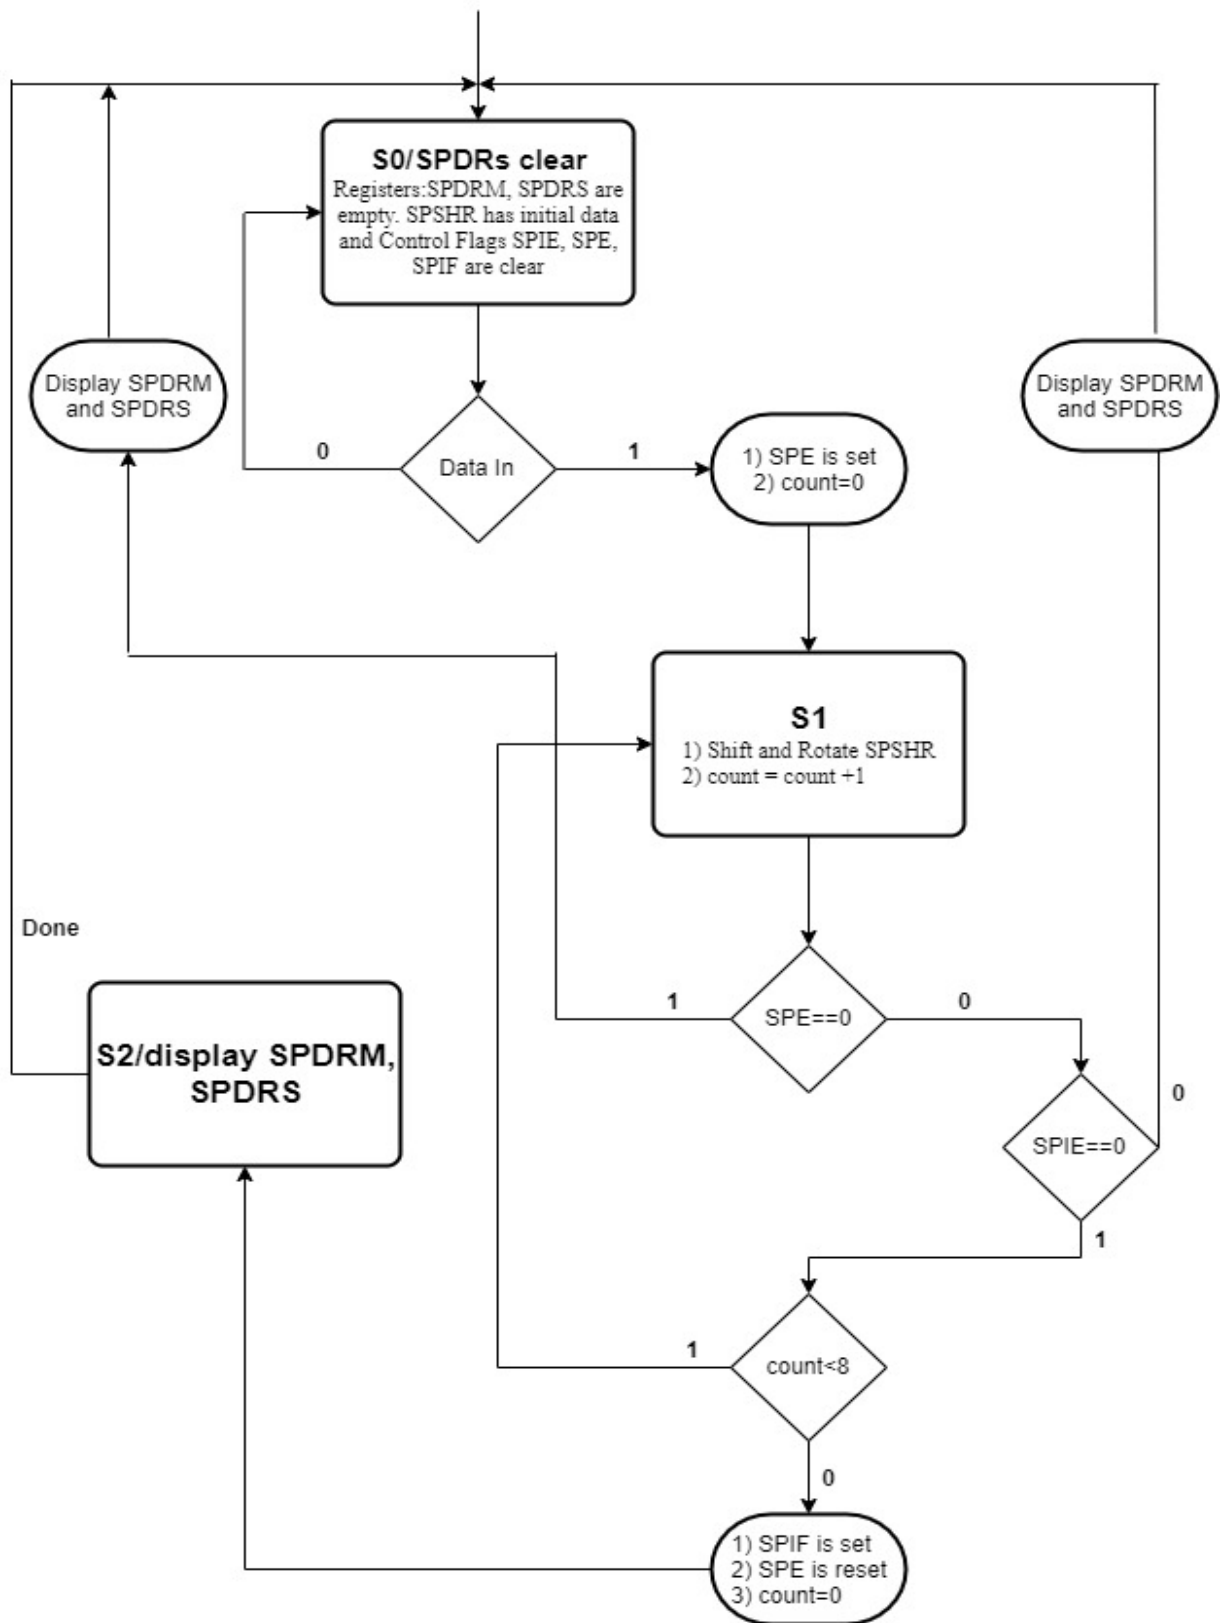 S0/SPDRs clear
Registers:SPDRM, SPDRS are
empty. SPSHR has initial data
and Control Flags SPIE, SPE,
SPIF are clear
Display SPDRM
and SPDRS
Display SPDRM
and SPDRS
0
Data In
1
1) SPE is set
2) count=0
S1
1) Shift and Rotate SPSHR
2) count = count +1
Done
1
SPE==0
0
S2/display SPDRM,
SPDRS
SPIE==0
0
1
1
count<8
0
1) SPIF is set
2) SPE is reset
3) count=0